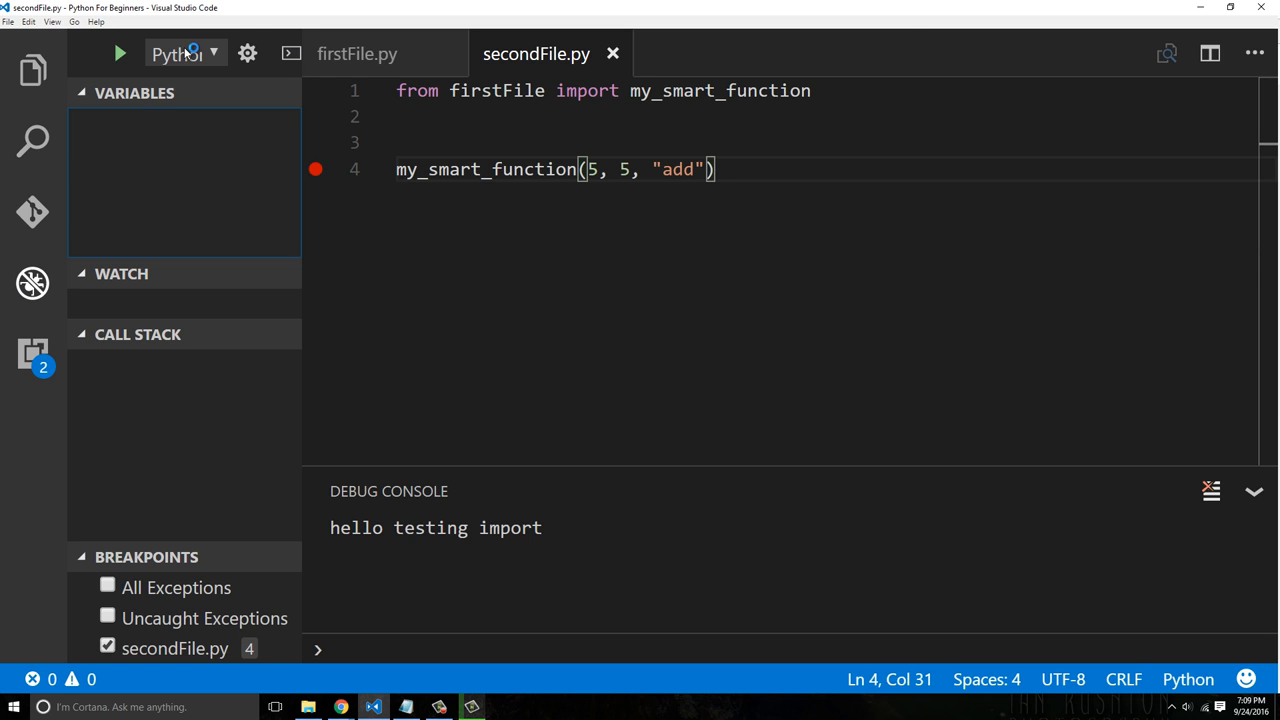 secondFile.py - Python For Beginners - Visual Studio Code
File Edit View Go Help
firstFile.py secondFile.py
VARIABLES
1 from firstFile import my_smart_function
2
3
4 my_smart_function(5, 5, "add")
WATCH
CALL STACK
2
DEBUG CONSOLE
hello testing import
BREAKPOINTS
All Exceptions
Uncaught Exceptions
secondFile.py 4
0 0 Ln 4, Col 31 Spaces: 4 UTF-8 CRLF Python
I'm Cortana. Ask me anything.
7:09 PM
9/24/2016